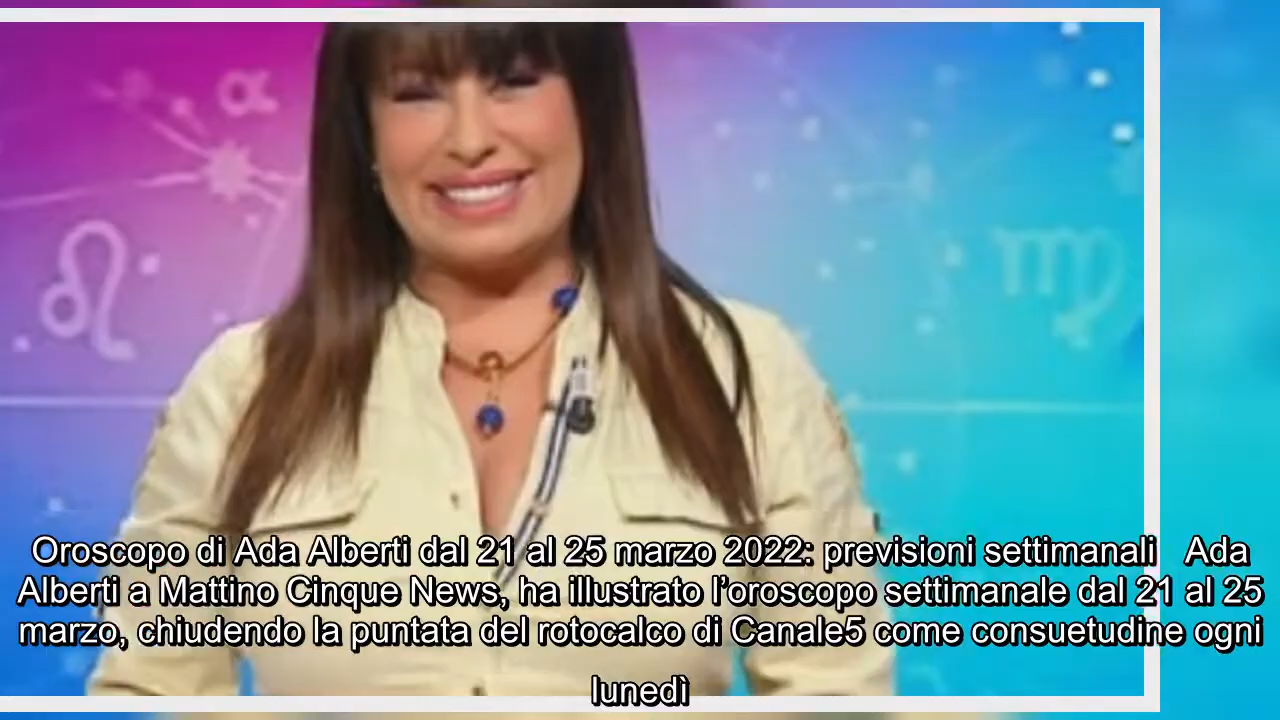 Oroscopo di Ada Alberti dal 21 al 25 marzo 2022: previsioni settimanali Ada
Alberti a Mattino Cinque News, ha illustrato l’oroscopo settimanale dal 21 al 25
marzo, chiudendo la puntata del rotocalco di Canale5 come consuetudine ogni
lunedì